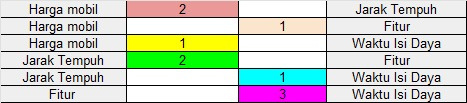 Harga mobil 2 Jarak Tempuh
Harga mobil 1 Fitur
Harga mobil 1 Waktu Isi Daya
Jarak Tempuh 2 Fitur
Jarak Tempuh 1 Waktu Isi Daya
Fitur 3 Waktu Isi Daya